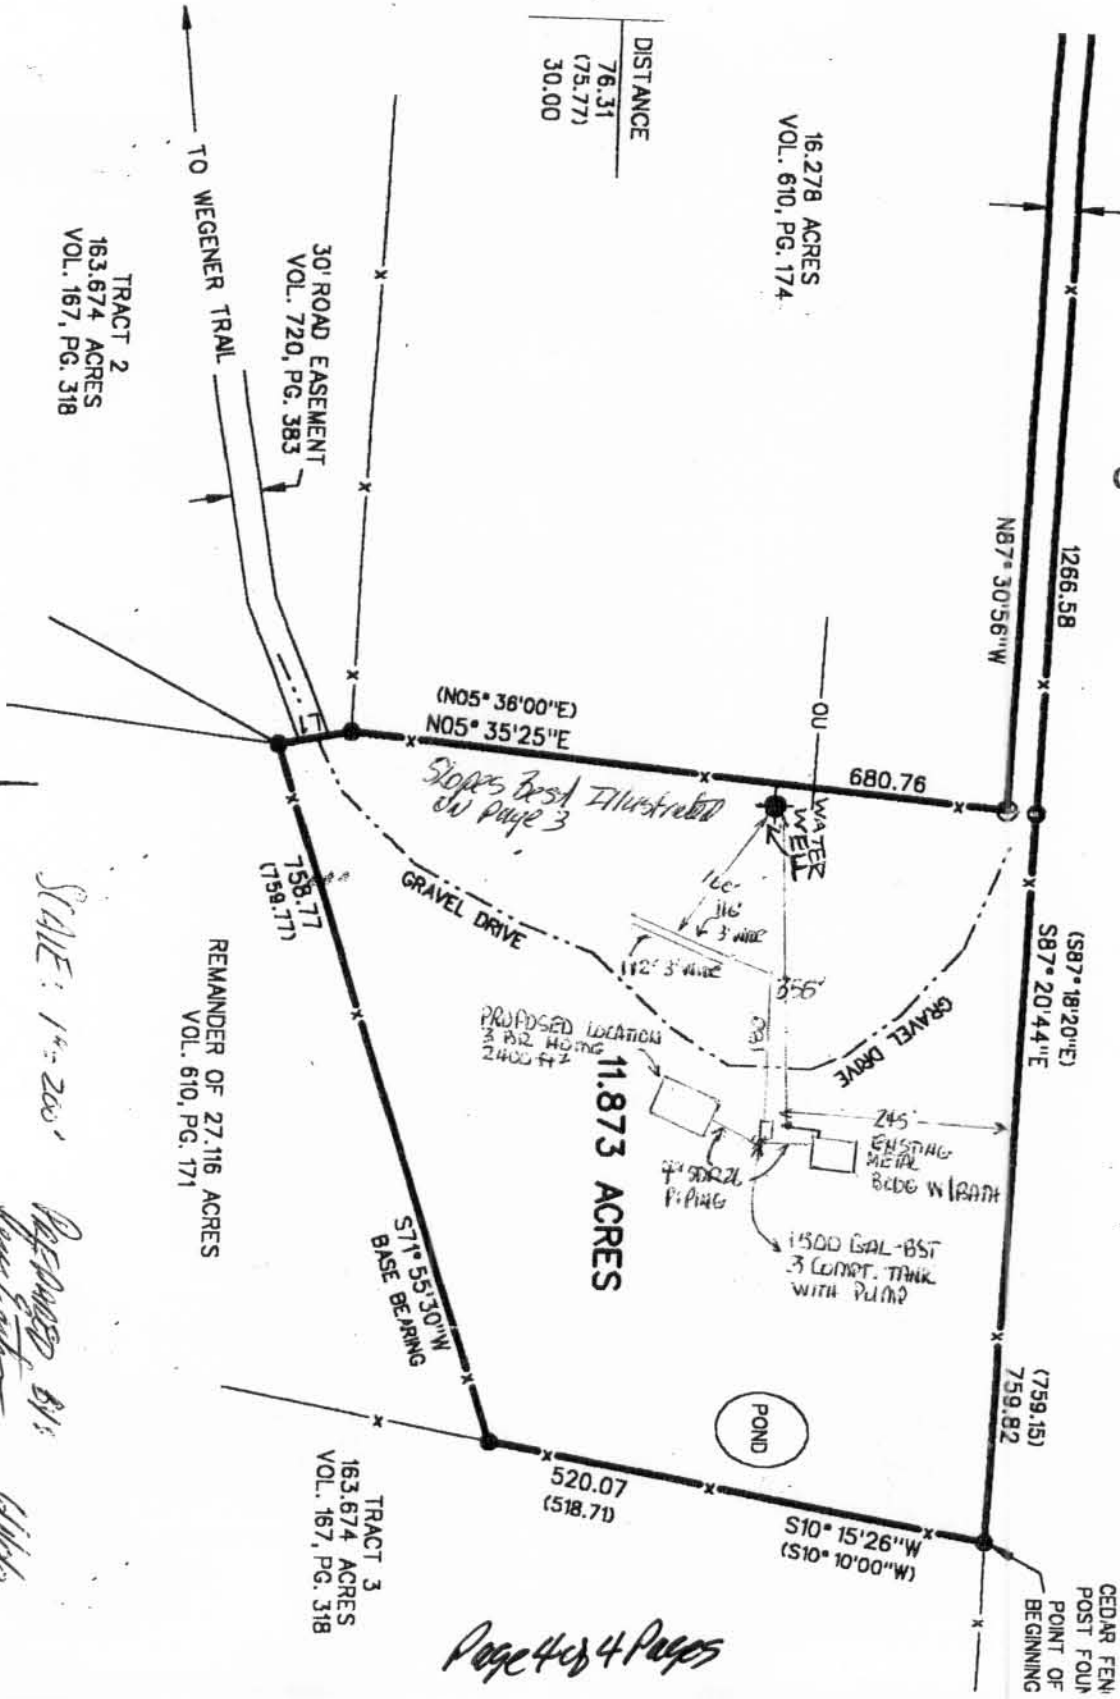 CEDAR FEN
POST FOUN
POINT OF
BEGINNING
1266.58
N87°30'56"W
(S87°18'20"E)
S87°20'44"E
(759.15)
759.82
16.278 ACRES
VOL. 610, PG. 174
DISTANCE
76.31
(75.77)
30.00
OU
680.76
WATER
WELL
(N05°36'00"E)
N05°35'25"E
Slopes Best Illustrated
ON Page 3
116'
3' WIDE
112' 3' WIDE
356'
GRAVEL DRIVE
GRAVEL DRIVE
245'
EXISTING
METAL
BLDG W/BATH
PROPOSED LOCATION
3 BR HOME
2400 ft²
11.873 ACRES
4" SDR26
PIPING
1500 GAL-BST
3 COMPT. TANK
WITH PUMP
POND
S10°15'26"W
(S10°10'00"W)
520.07
(518.71)
30' ROAD EASEMENT
VOL. 720, PG. 383
TO WEGENER TRAIL
TRACT 2
163.674 ACRES
VOL. 167, PG. 318
758.77
(759.77)
S71°55'30"W
BASE BEARING
REMAINDER OF 27.116 ACRES
VOL. 610, PG. 171
TRACT 3
163.674 ACRES
VOL. 167, PG. 318
SCALE: 1"=200'
PREPARED BY:
Page 4 of 4 Pages